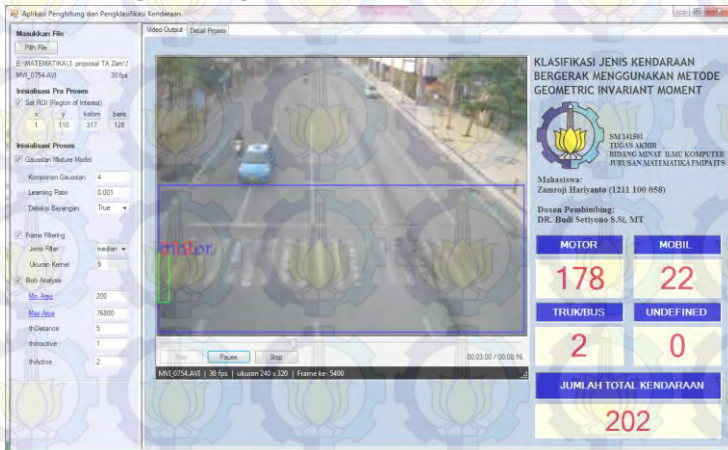 Aplikasi Penghitung dan Pengklasifikasi Kendaraan
Masukkan File
Pith File
E:\MATEMATIKA\1. proposal TA Zam\2
MVI_0754.AVI 30 fps
Inisialisasi Pra Proses
Set ROI (Region of Interest)
x y kolom baris
1 110 317 128
Inisialisasi Proses
Gaussian Mixture Model
Komponen Gaussian 4
Learning Rate 0.001
Deteksi Bayangan True
Frame Filtering
Jenis Filter median
Ukuran Kernel 9
Blob Analysis
Min Area 200
Max Area 76800
thDistance 5
thInactive 1
thActive 2
Video Output Detail Proses
motor
Play Pause Stop
00:03:00 / 00:08:16
MVI_0754.AVI | 30 fps | ukuran 240 x 320 | Frame ke- 5400
KLASIFIKASI JENIS KENDARAAN
BERGERAK MENGGUNAKAN METODE
GEOMETRIC INVARIANT MOMENT
SM 141501
TUGAS AKHIR
BIDANG MINAT ILMU KOMPUTER
JURUSAN MATEMATIKA FMIPA ITS
Mahasiswa:
Zamroji Hariyanto (1211 100 058)
Dosen Pembimbing:
DR. Budi Setiyono S.Si, MT
MOTOR MOBIL
178 22
TRUK/BUS UNDEFINED
2 0
JUMLAH TOTAL KENDARAAN
202